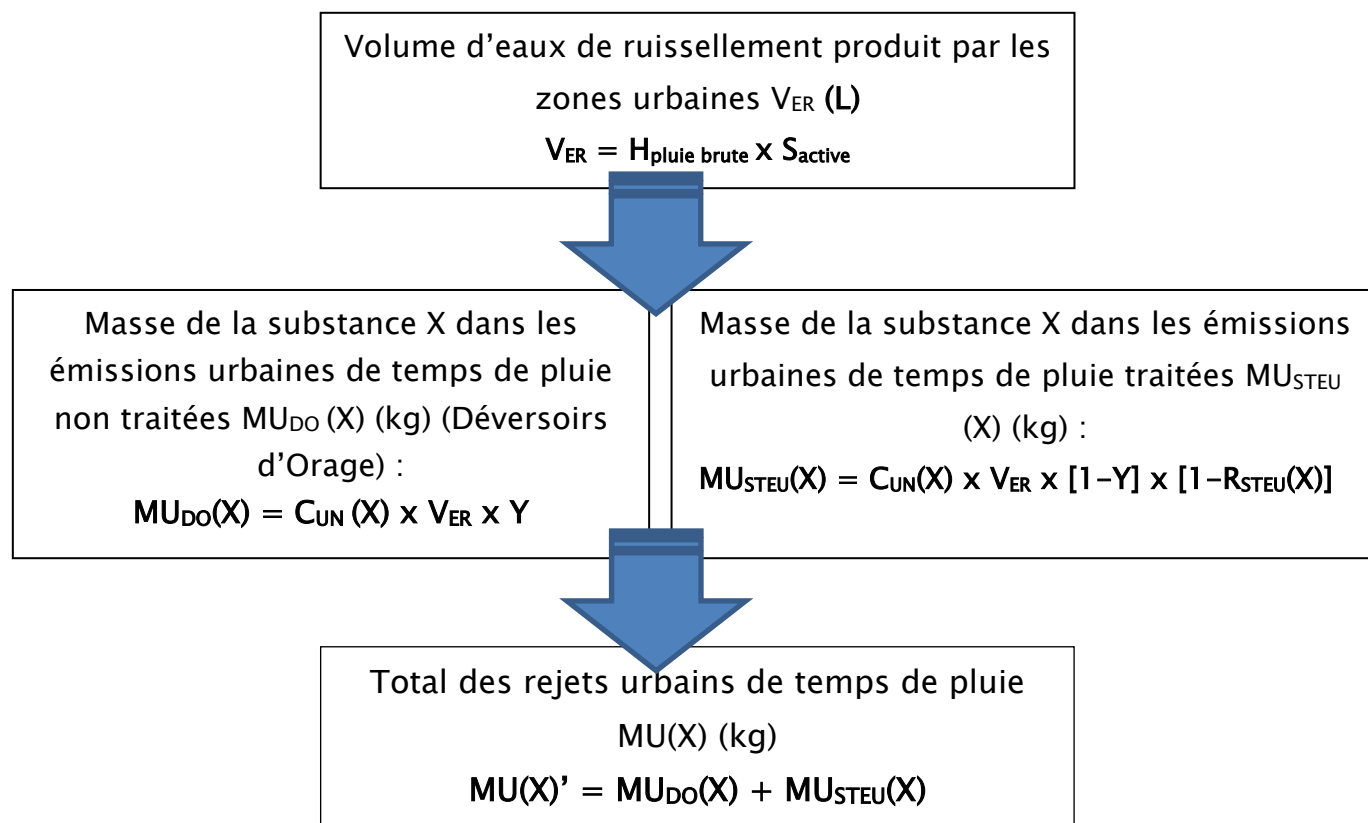 Volume d'eaux de ruissellement produit par les
zones urbaines VER (L)
VER = Hpluie brute x Sactive
Masse de la substance X dans les
émissions urbaines de temps de pluie
non traitées MUDO (X) (kg) (Déversoirs
d'Orage) :
MUDO(X) = CUN (X) x VER x Y
Masse de la substance X dans les émissions
urbaines de temps de pluie traitées MUSTEU
(X) (kg) :
MUSTEU(X) = CUN(X) x VER x [1-Y] x [1-RSTEU(X)]
Total des rejets urbains de temps de pluie
MU(X) (kg)
MU(X)' = MUDO(X) + MUSTEU(X)